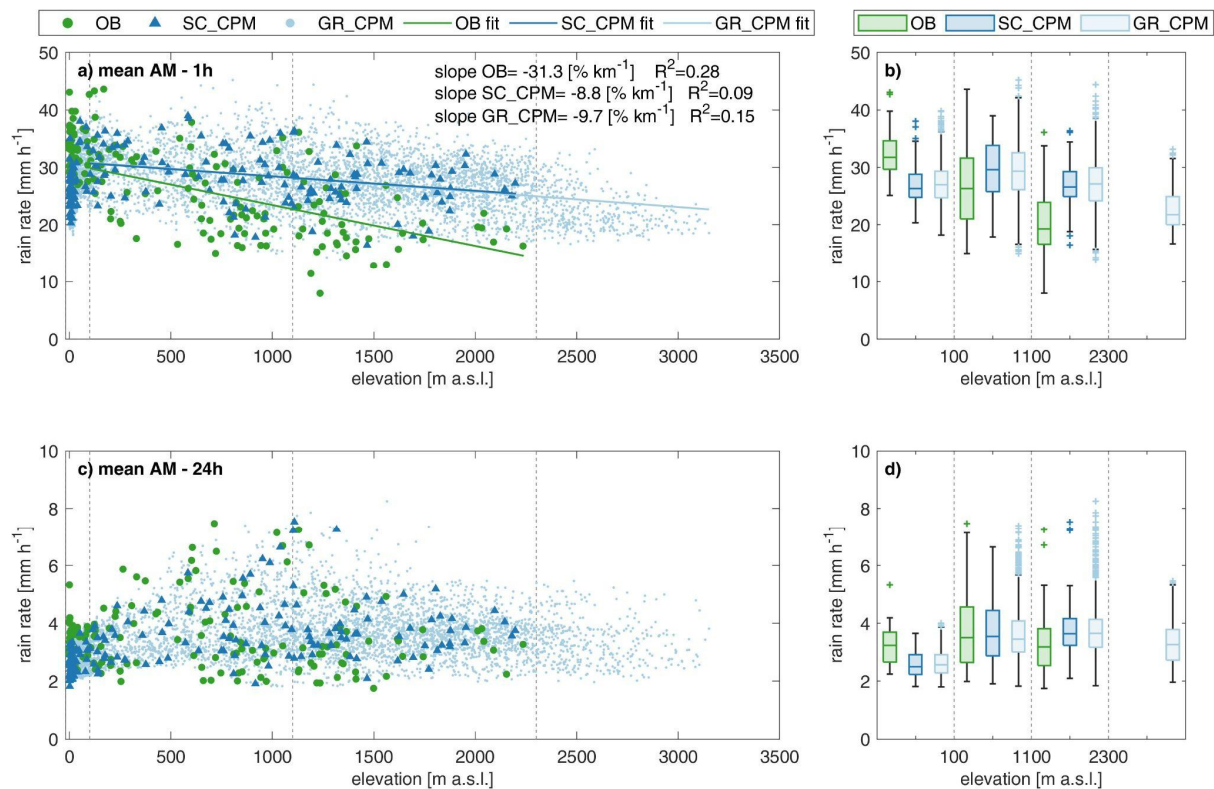 OB SC_CPM GR_CPM OB fit SC_CPM fit GR_CPM fit
OB SC_CPM GR_CPM
a) mean AM - 1h
slope OB= -31.3 [% km⁻¹] R²=0.28
slope SC_CPM= -8.8 [% km⁻¹] R²=0.09
slope GR_CPM= -9.7 [% km⁻¹] R²=0.15
50
40
30
20
10
0
rain rate [mm h⁻¹]
0 500 1000 1500 2000 2500 3000 3500
elevation [m a.s.l.]
b)
50
40
30
20
10
0
rain rate [mm h⁻¹]
100 1100 2300
elevation [m a.s.l.]
c) mean AM - 24h
10
8
6
4
2
0
rain rate [mm h⁻¹]
0 500 1000 1500 2000 2500 3000 3500
elevation [m a.s.l.]
d)
10
8
6
4
2
0
rain rate [mm h⁻¹]
100 1100 2300
elevation [m a.s.l.]